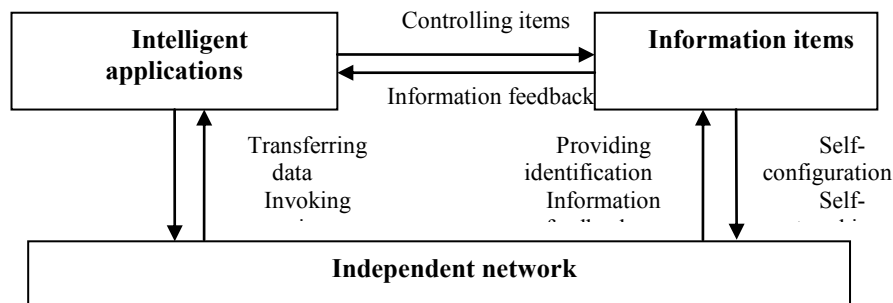 Intelligent
applications
Controlling items
Information items
Information feedback
Transferring
data
Invoking
Providing
identification
Information
Self-
configuration
Self-
Independent network